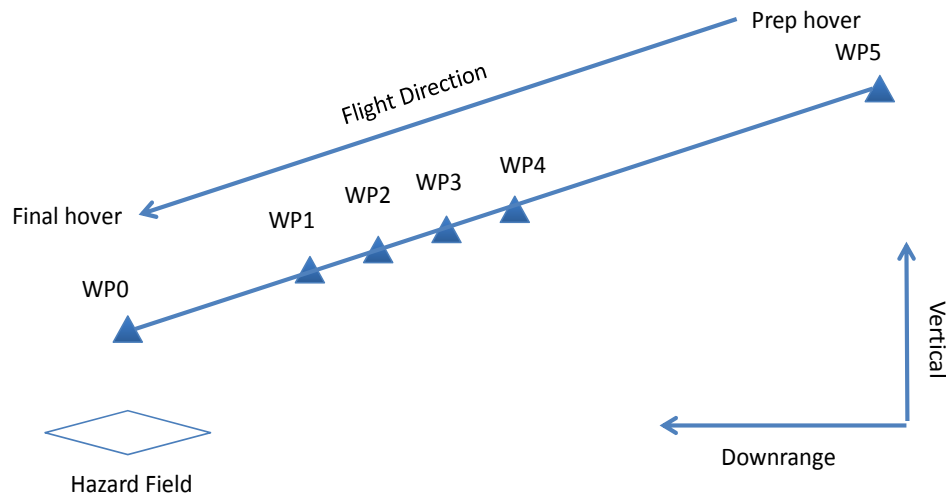 Prep hover
WP5
Flight Direction
WP4
WP3
WP2
WP1
Final hover
WP0
Vertical
Downrange
Hazard Field